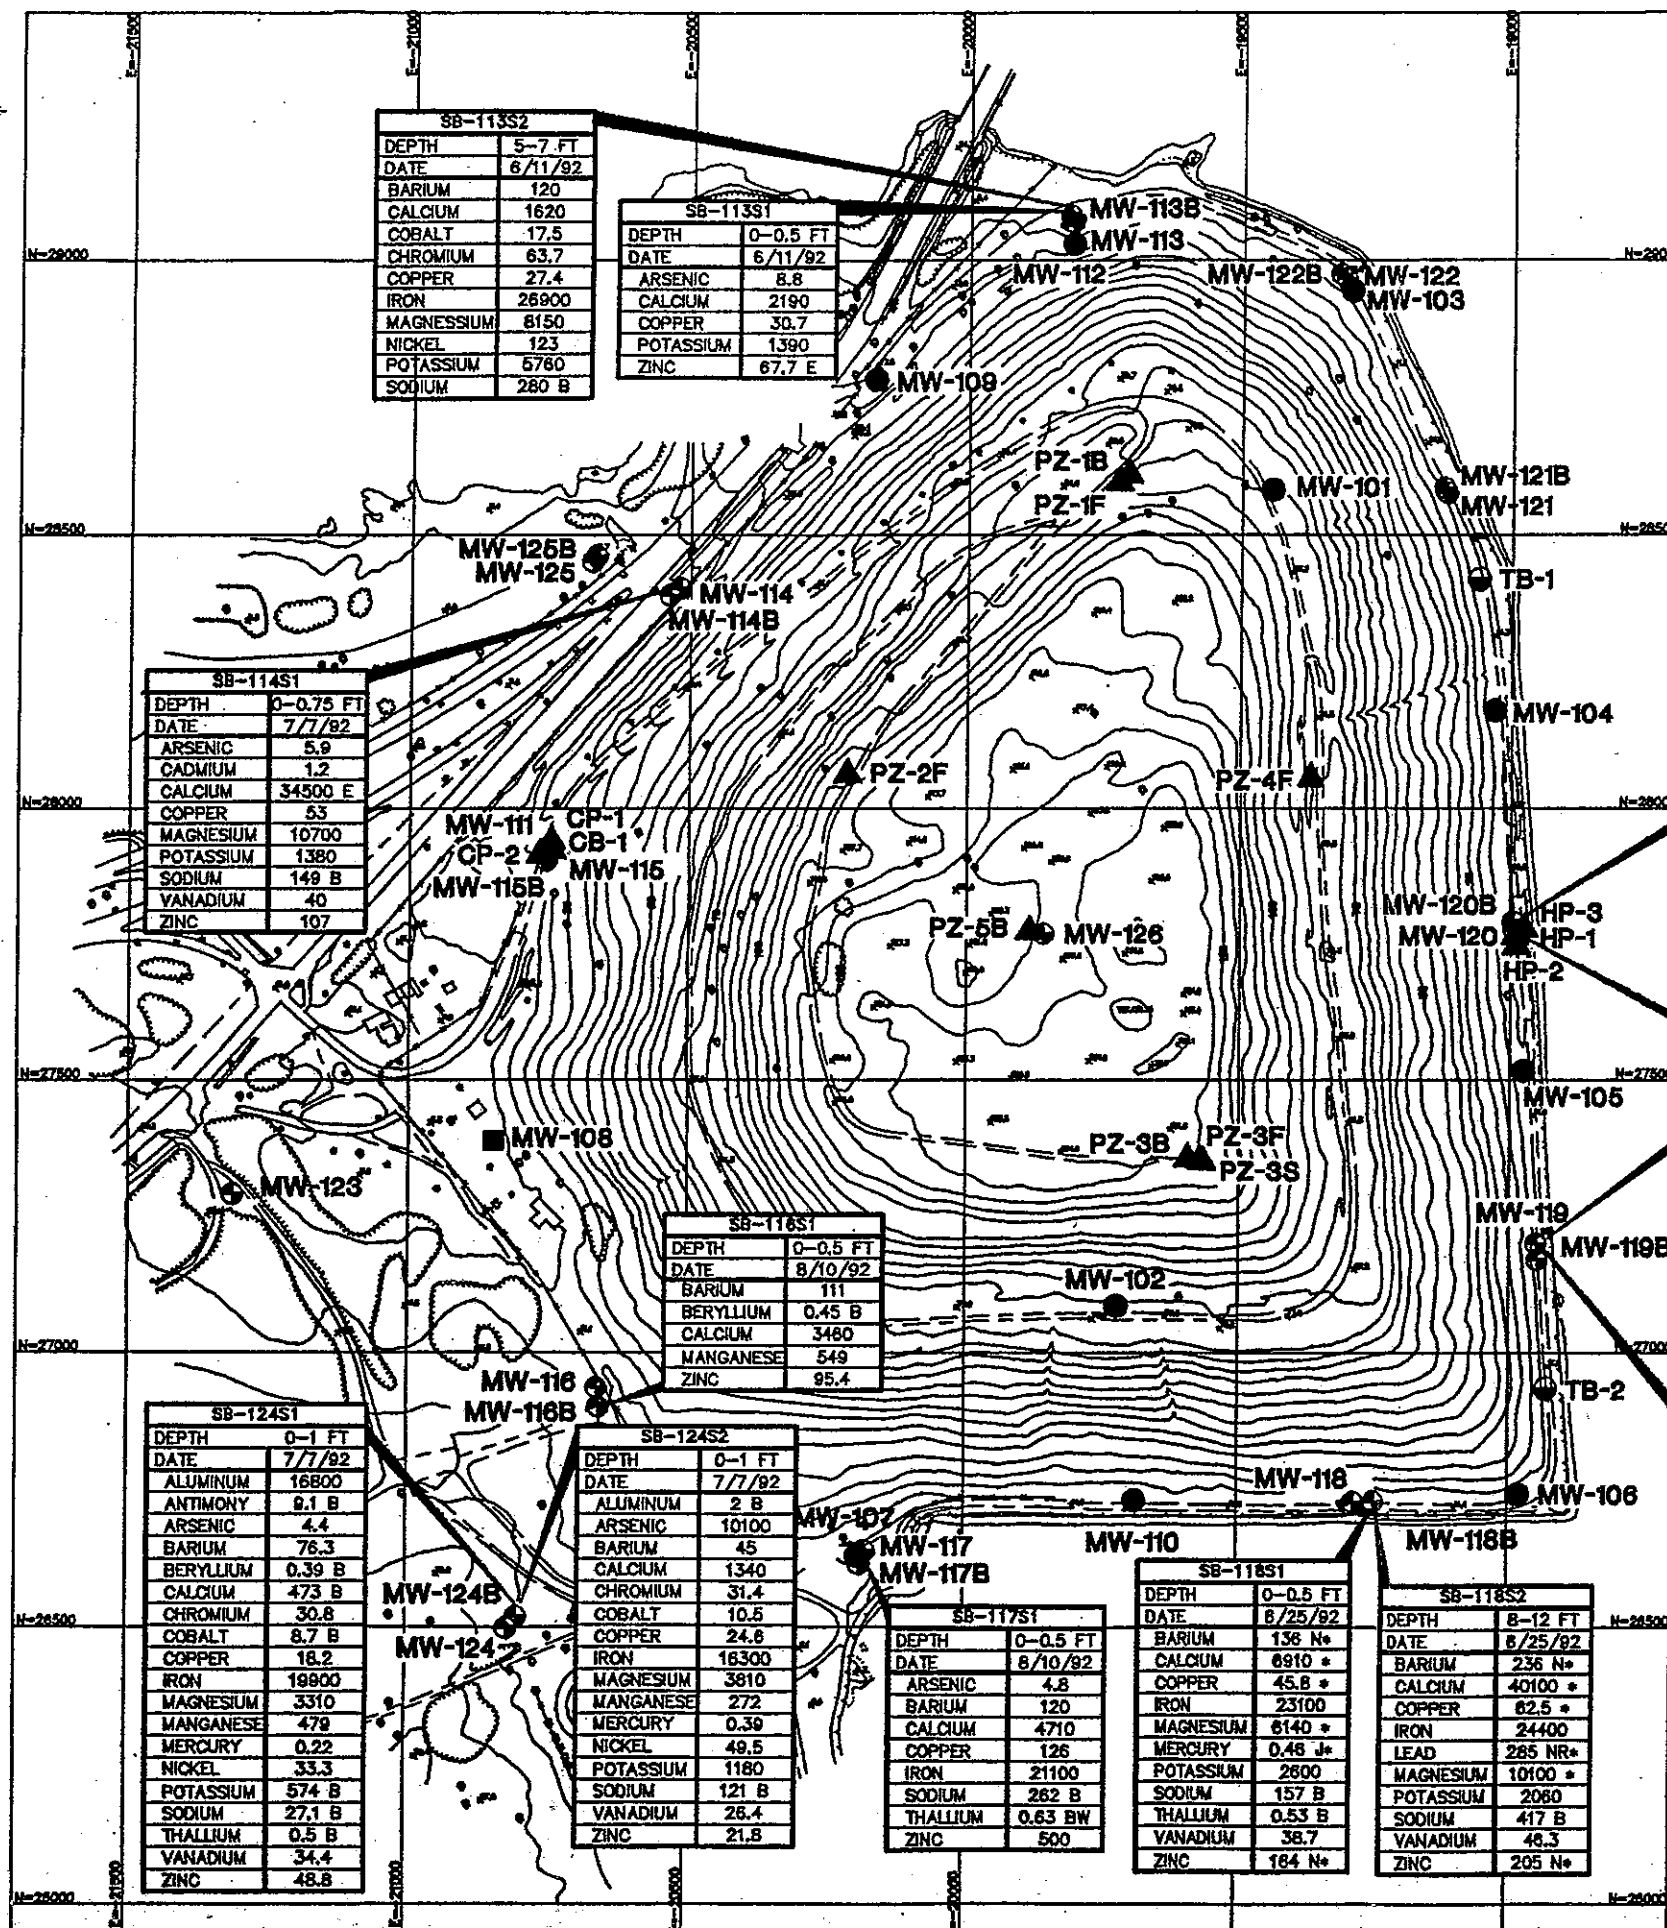 E=-21500
E=-21000
E=-20500
E=-20000
E=-19500
E=-19000
SB-113S2
DEPTH 5-7 FT
DATE 6/11/92
BARIUM 120
CALCIUM 1620
COBALT 17.5
CHROMIUM 63.7
COPPER 27.4
IRON 26900
MAGNESSIUM 8150
NICKEL 123
POTASSIUM 5760
SODIUM 280 B
SB-113S1
DEPTH 0-0.5 FT
DATE 6/11/92
ARSENIC 8.8
CALCIUM 2190
COPPER 30.7
POTASSIUM 1390
ZINC 67.7 E
MW-113B
MW-113
MW-112
MW-122B
MW-122
MW-103
N=29000
N=2900
MW-109
PZ-1B
PZ-1F
MW-101
MW-121B
MW-121
N=28500
N=2850
MW-125B
MW-125
MW-114
MW-114B
TB-1
SB-114S1
DEPTH 0-0.75 FT
DATE 7/7/92
ARSENIC 5.9
CADMIUM 1.2
CALCIUM 34500 E
COPPER 53
MAGNESIUM 10700
POTASSIUM 1380
SODIUM 149 B
VANADIUM 40
ZINC 107
MW-104
PZ-2F
PZ-4F
N=28000
N=2800
MW-111
CP-1
CP-2
CB-1
MW-115B
MW-115
MW-120B
HP-3
MW-120
HP-1
HP-2
PZ-5B
MW-126
N=27500
N=2750
MW-105
MW-108
PZ-3B
PZ-3F
PZ-3S
MW-123
MW-119
MW-119B
SB-116S1
DEPTH 0-0.5 FT
DATE 8/10/92
BARIUM 111
BERYLLIUM 0.45 B
CALCIUM 3460
MANGANESE 549
ZINC 95.4
MW-102
N=27000
N=2700
MW-116
MW-116B
TB-2
SB-124S1
DEPTH 0-1 FT
DATE 7/7/92
ALUMINUM 16800
ANTIMONY 9.1 B
ARSENIC 4.4
BARIUM 76.3
BERYLLIUM 0.39 B
CALCIUM 473 B
CHROMIUM 30.8
COBALT 8.7 B
COPPER 18.2
IRON 19900
MAGNESIUM 3310
MANGANESE 479
MERCURY 0.22
NICKEL 33.3
POTASSIUM 574 B
SODIUM 27.1 B
THALLIUM 0.5 B
VANADIUM 34.4
ZINC 48.8
SB-124S2
DEPTH 0-1 FT
DATE 7/7/92
ALUMINUM 2 B
ARSENIC 10100
BARIUM 45
CALCIUM 1340
CHROMIUM 31.4
COBALT 10.5
COPPER 24.6
IRON 16300
MAGNESIUM 3610
MANGANESE 272
MERCURY 0.39
NICKEL 49.5
POTASSIUM 1180
SODIUM 121 B
VANADIUM 26.4
ZINC 21.8
MW-124B
MW-124
MW-107
MW-117
MW-117B
MW-110
MW-118
MW-118B
MW-106
SB-117S1
DEPTH 0-0.5 FT
DATE 8/10/92
ARSENIC 4.8
BARIUM 120
CALCIUM 4710
COPPER 126
IRON 21100
SODIUM 262 B
THALLIUM 0.63 BW
ZINC 500
SB-118S1
DEPTH 0-0.5 FT
DATE 6/25/92
BARIUM 136 N*
CALCIUM 6910 *
COPPER 45.8 *
IRON 23100
MAGNESIUM 6140 *
MERCURY 0.46 J*
POTASSIUM 2600
SODIUM 157 B
THALLIUM 0.53 B
VANADIUM 38.7
ZINC 164 N*
SB-118S2
DEPTH 8-12 FT
DATE 6/25/92
BARIUM 236 N*
CALCIUM 40100 *
COPPER 62.5 *
IRON 24400
LEAD 285 NR*
MAGNESIUM 10100 *
POTASSIUM 2060
SODIUM 417 B
VANADIUM 46.3
ZINC 205 N*
N=26500
N=26500
E=-21500
E=-21000
E=-20500
E=-20000
N=26000
N=26000